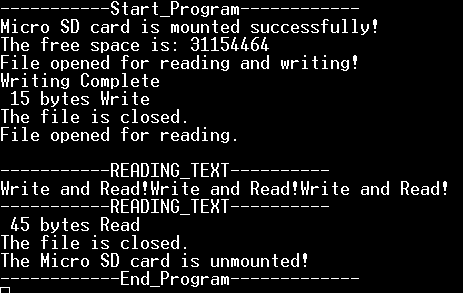 ------------Start_Program-------------
Micro SD card is mounted successfully!
The free space is: 31154464
File opened for reading and writing!
Writing Complete
 15 bytes Write
The file is closed.
File opened for reading.

------------READING_TEXT-----------
Write and Read!Write and Read!Write and Read!
------------READING_TEXT-----------
 45 bytes Read
The file is closed.
The Micro SD card is unmounted!
-------------End_Program--------------